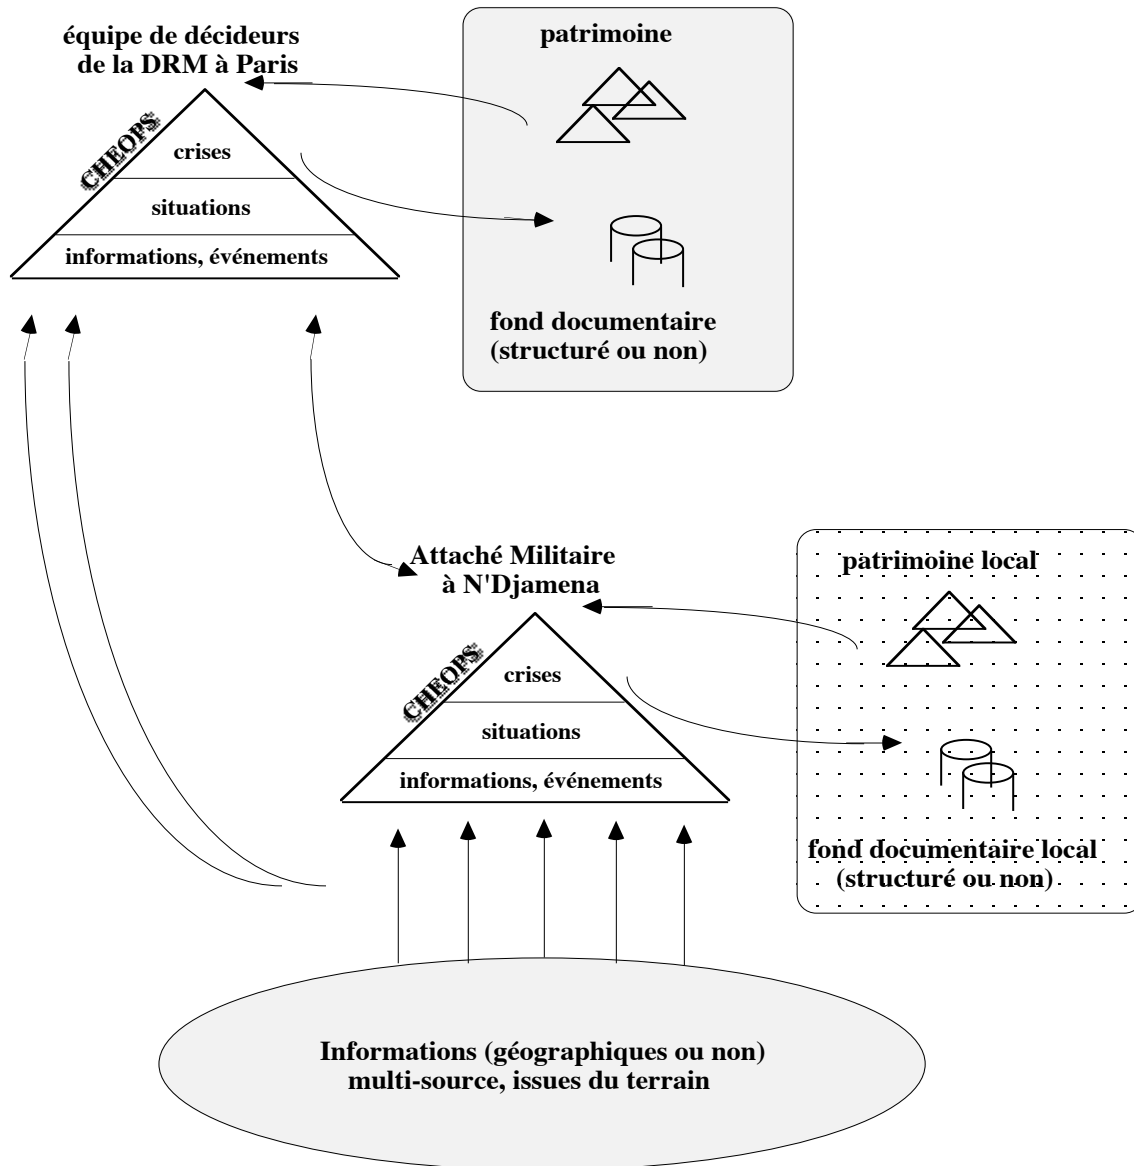 équipe de décideurs
de la DRM à Paris
CHEOPS
crises
situations
informations, événements
patrimoine
fond documentaire
(structuré ou non)
Attaché Militaire
à N'Djamena
CHEOPS
crises
situations
informations, événements
patrimoine local
fond documentaire local
(structuré ou non)
Informations (géographiques ou non)
multi-source, issues du terrain